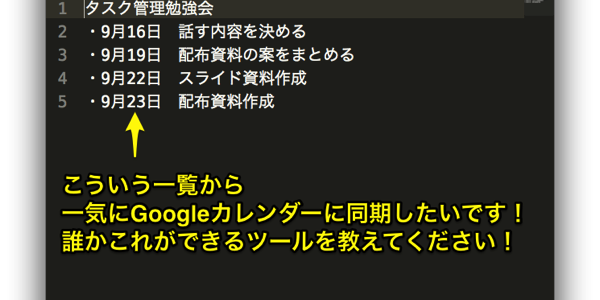 1 タスク管理勉強会
2 ・9月16日　話す内容を決める
3 ・9月19日　配布資料の案をまとめる
4 ・9月22日　スライド資料作成
5 ・9月23日　配布資料作成
こういう一覧から
一気にGoogleカレンダーに同期したいです！
誰かこれができるツールを教えてください！